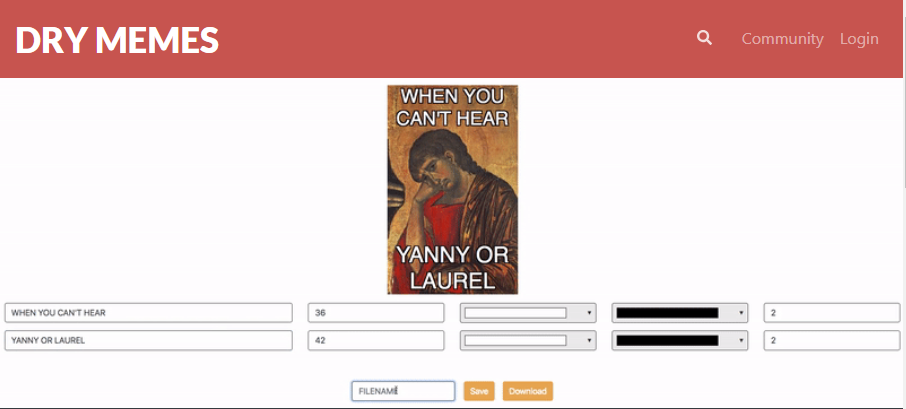 DRY MEMES
Community Login
WHEN YOU
CAN'T HEAR
YANNY OR
LAUREL
WHEN YOU CAN'T HEAR 36 2
YANNY OR LAUREL 42 2
FILENAME Save Download